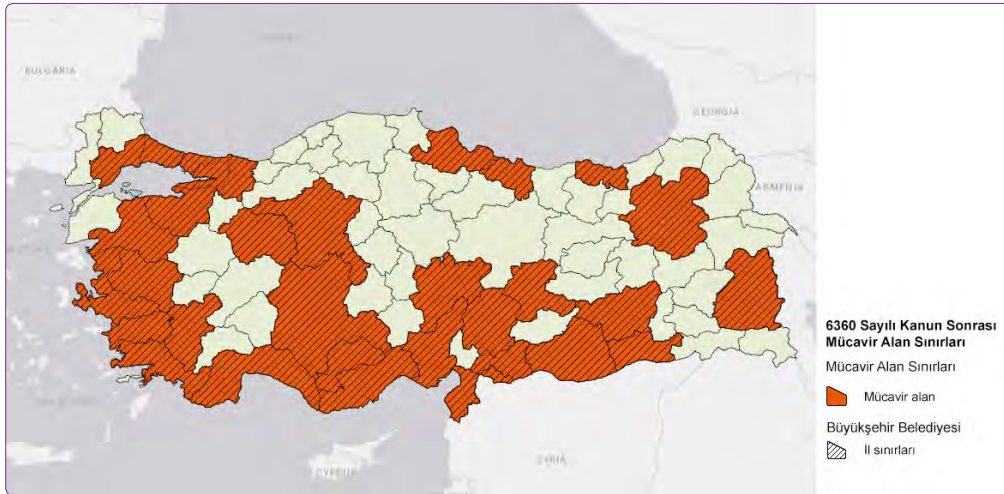 BULGARIA
GEORGIA
ARMENIA
CYPRUS
SYRIA
6360 Sayılı Kanun Sonrası
Mücavir Alan Sınırları
Mücavir Alan Sınırları
Mücavir alan
Büyükşehir Belediyesi
İl sınırları